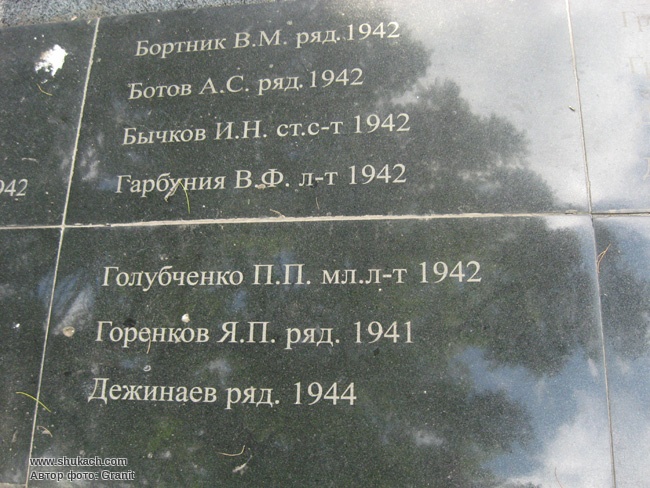 Бортник В.М. ряд.1942
Ботов А.С. ряд.1942
Бычков И.Н. ст.с-т 1942
Гарбуния В.Ф. л-т 1942
942
Голубченко П.П. мл.л-т 1942
Горенков Я.П. ряд. 1941
Дежинаев ряд. 1944
www.shukach.com
Автор фото: Granit